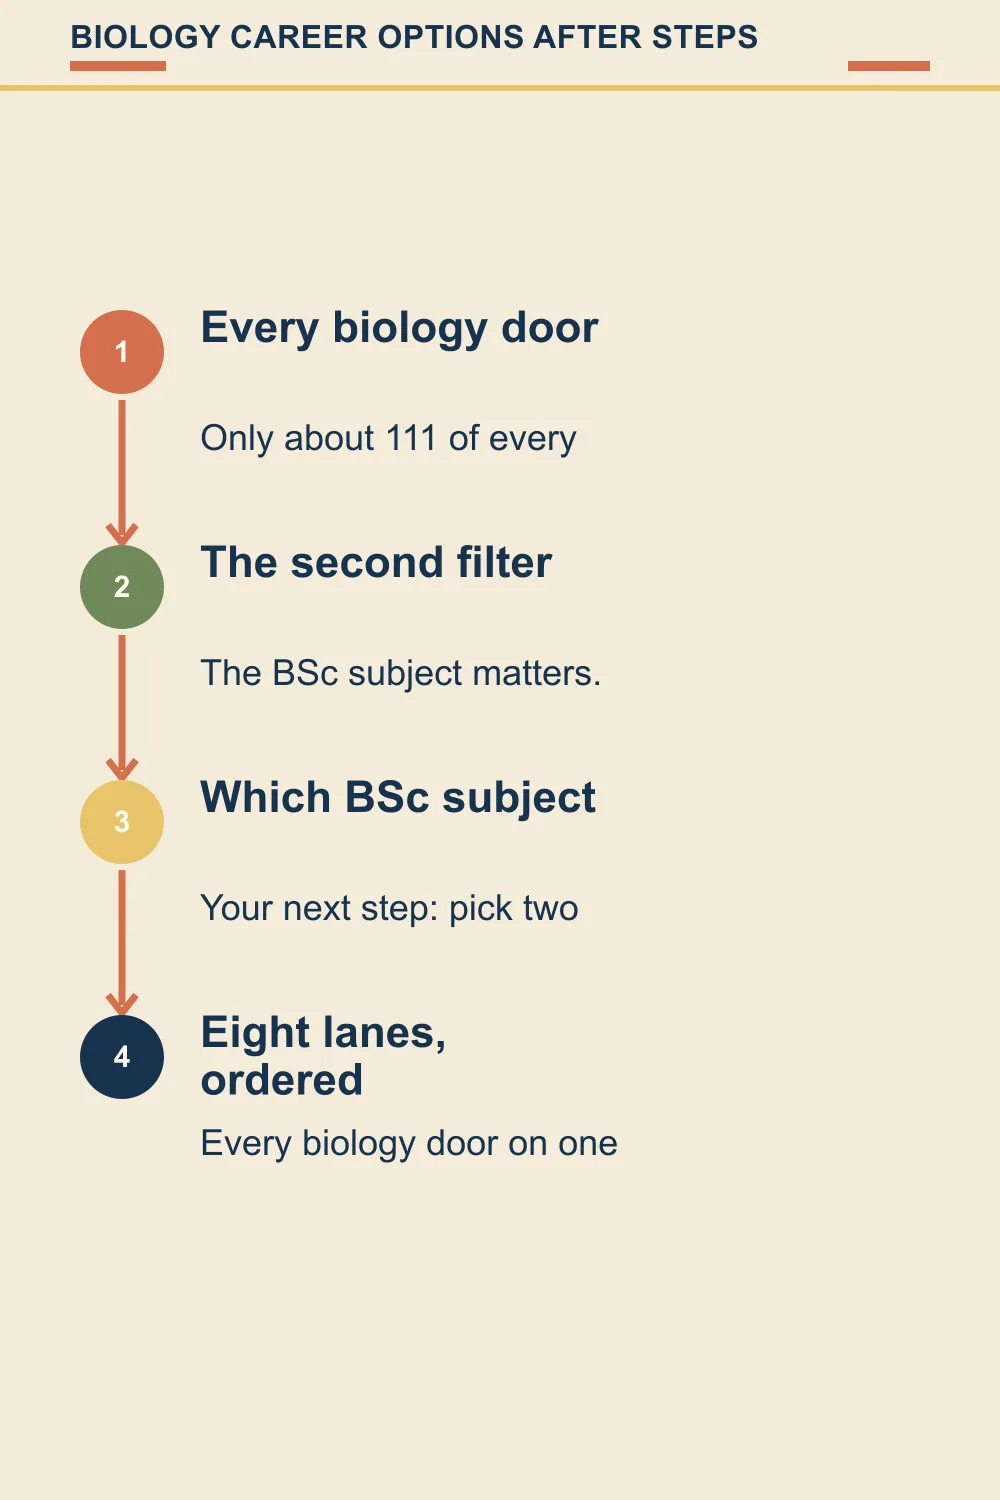 BIOLOGY CAREER OPTIONS AFTER STEPS
1
Every biology door
Only about 111 of every
2
The second filter
The BSc subject matters.
3
Which BSc subject
Your next step: pick two
4
Eight lanes,
ordered
Every biology door on one